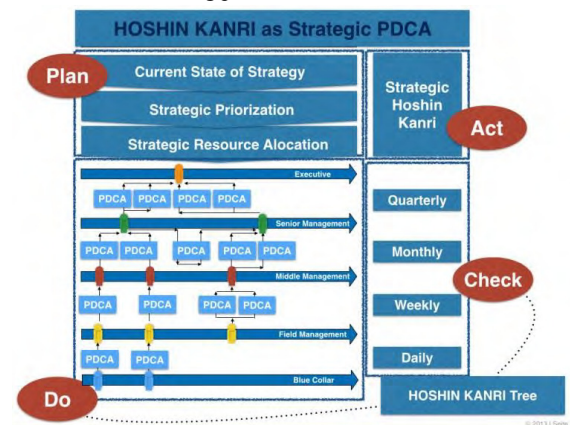 HOSHIN KANRI as Strategic PDCA
Plan
Current State of Strategy
Strategic Priorization
Strategic Resource Alocation
Strategic
Hoshin
Kanri
Act
Executive
PDCA PDCA PDCA PDCA
Quarterly
Senior Management
PDCA PDCA PDCA PDCA PDCA
Monthly
Middle Management
Check
PDCA PDCA PDCA PDCA
Weekly
Field Management
PDCA PDCA
Daily
Blue Collar
Do
HOSHIN KANRI Tree